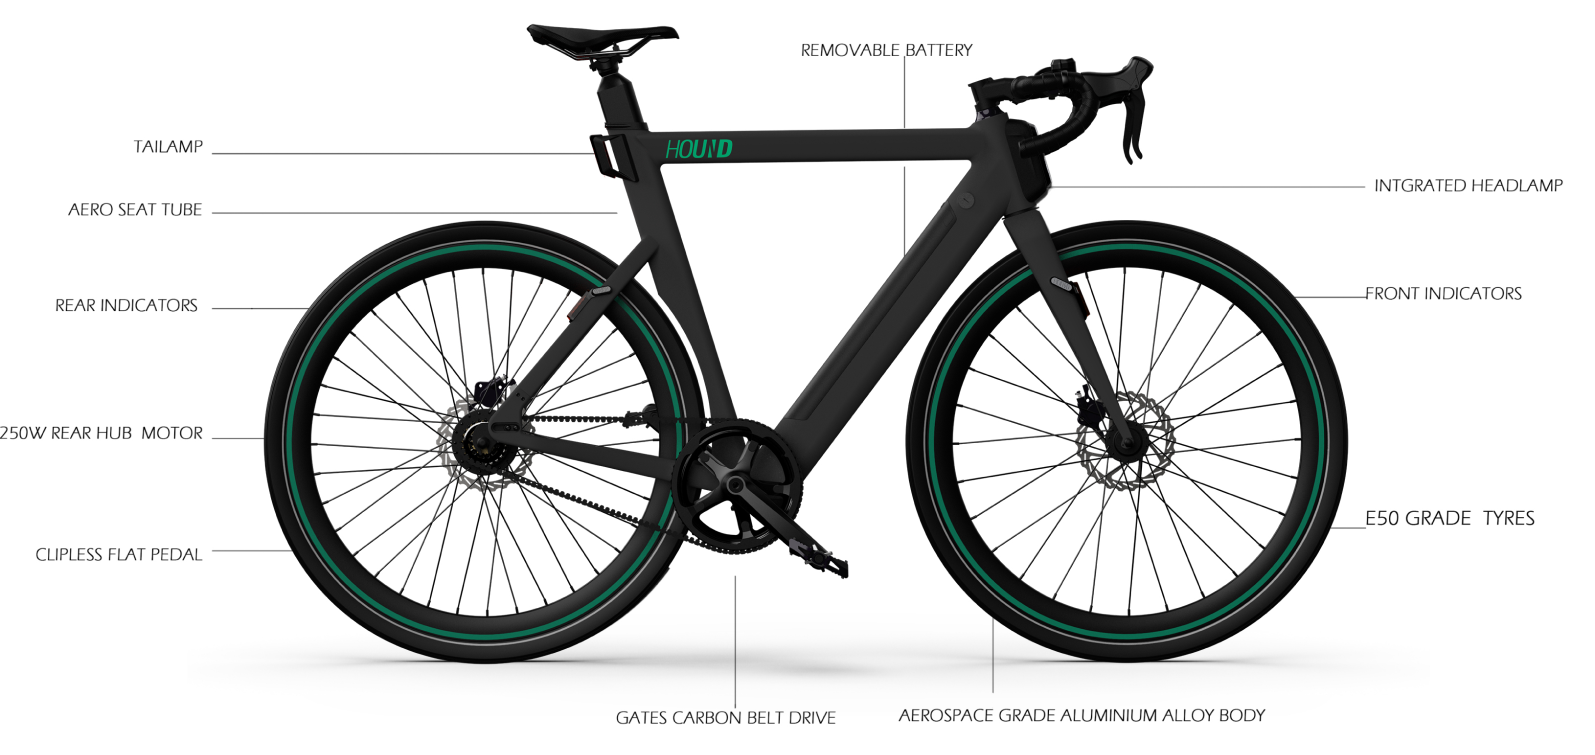 REMOVABLE BATTERY
TAILAMP
HOUND
INTGRATED HEADLAMP
AERO SEAT TUBE
REAR INDICATORS
FRONT INDICATORS
250W REAR HUB MOTOR
E50 GRADE TYRES
CLIPLESS FLAT PEDAL
GATES CARBON BELT DRIVE
AEROSPACE GRADE ALUMINIUM ALLOY BODY